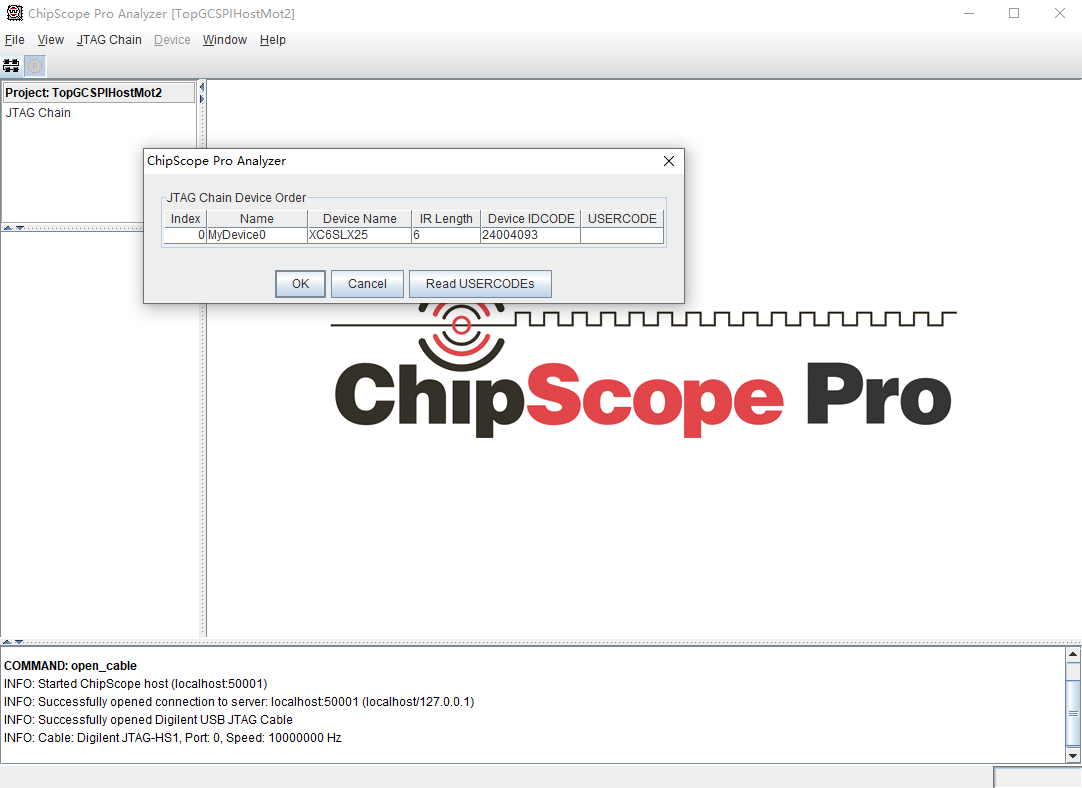 ChipScope Pro Analyzer [TopGCSPIHostMot2]
File View JTAG Chain Device Window Help
Project: TopGCSPIHostMot2
JTAG Chain
ChipScope Pro Analyzer
JTAG Chain Device Order
Index Name Device Name IR Length Device IDCODE USERCODE
0 MyDevice0 XC6SLX25 6 24004093
OK Cancel Read USERCODEs
ChipScope Pro
COMMAND: open_cable
INFO: Started ChipScope host (localhost:50001)
INFO: Successfully opened connection to server: localhost:50001 (localhost/127.0.0.1)
INFO: Successfully opened Digilent USB JTAG Cable
INFO: Cable: Digilent JTAG-HS1, Port: 0, Speed: 10000000 Hz